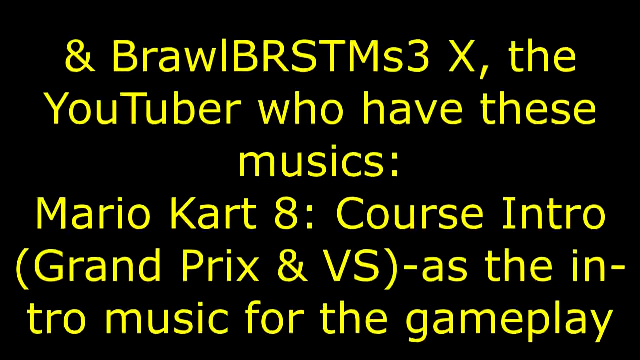 & BrawlBRSTMs3 X, the
YouTuber who have these
musics:
Mario Kart 8: Course Intro
(Grand Prix & VS)-as the in-
tro music for the gameplay